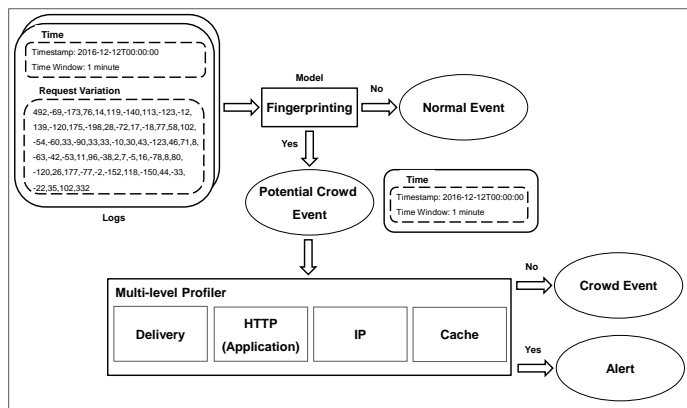 Time
Timestamp: 2016-12-12T00:00:00
Time Window: 1 minute
Request Variation
492,-69,-173,76,14,119,-140,113,-123,-12,
139,-120,175,-198,28,-72,17,-18,77,58,102,
-54,-60,33,-90,33,33,-10,30,43,-123,46,71,8,
-63,-42,-53,11,96,-38,2,7,-5,16,-78,8,80,
-120,26,177,-77,-2,-152,118,-150,44,-33,
-22,35,102,332
Logs
Model
Fingerprinting
No
Normal Event
Yes
Potential Crowd
Event
Time
Timestamp: 2016-12-12T00:00:00
Time Window: 1 minute
Multi-level Profiler
Delivery
HTTP
(Application)
IP
Cache
No
Crowd Event
Yes
Alert